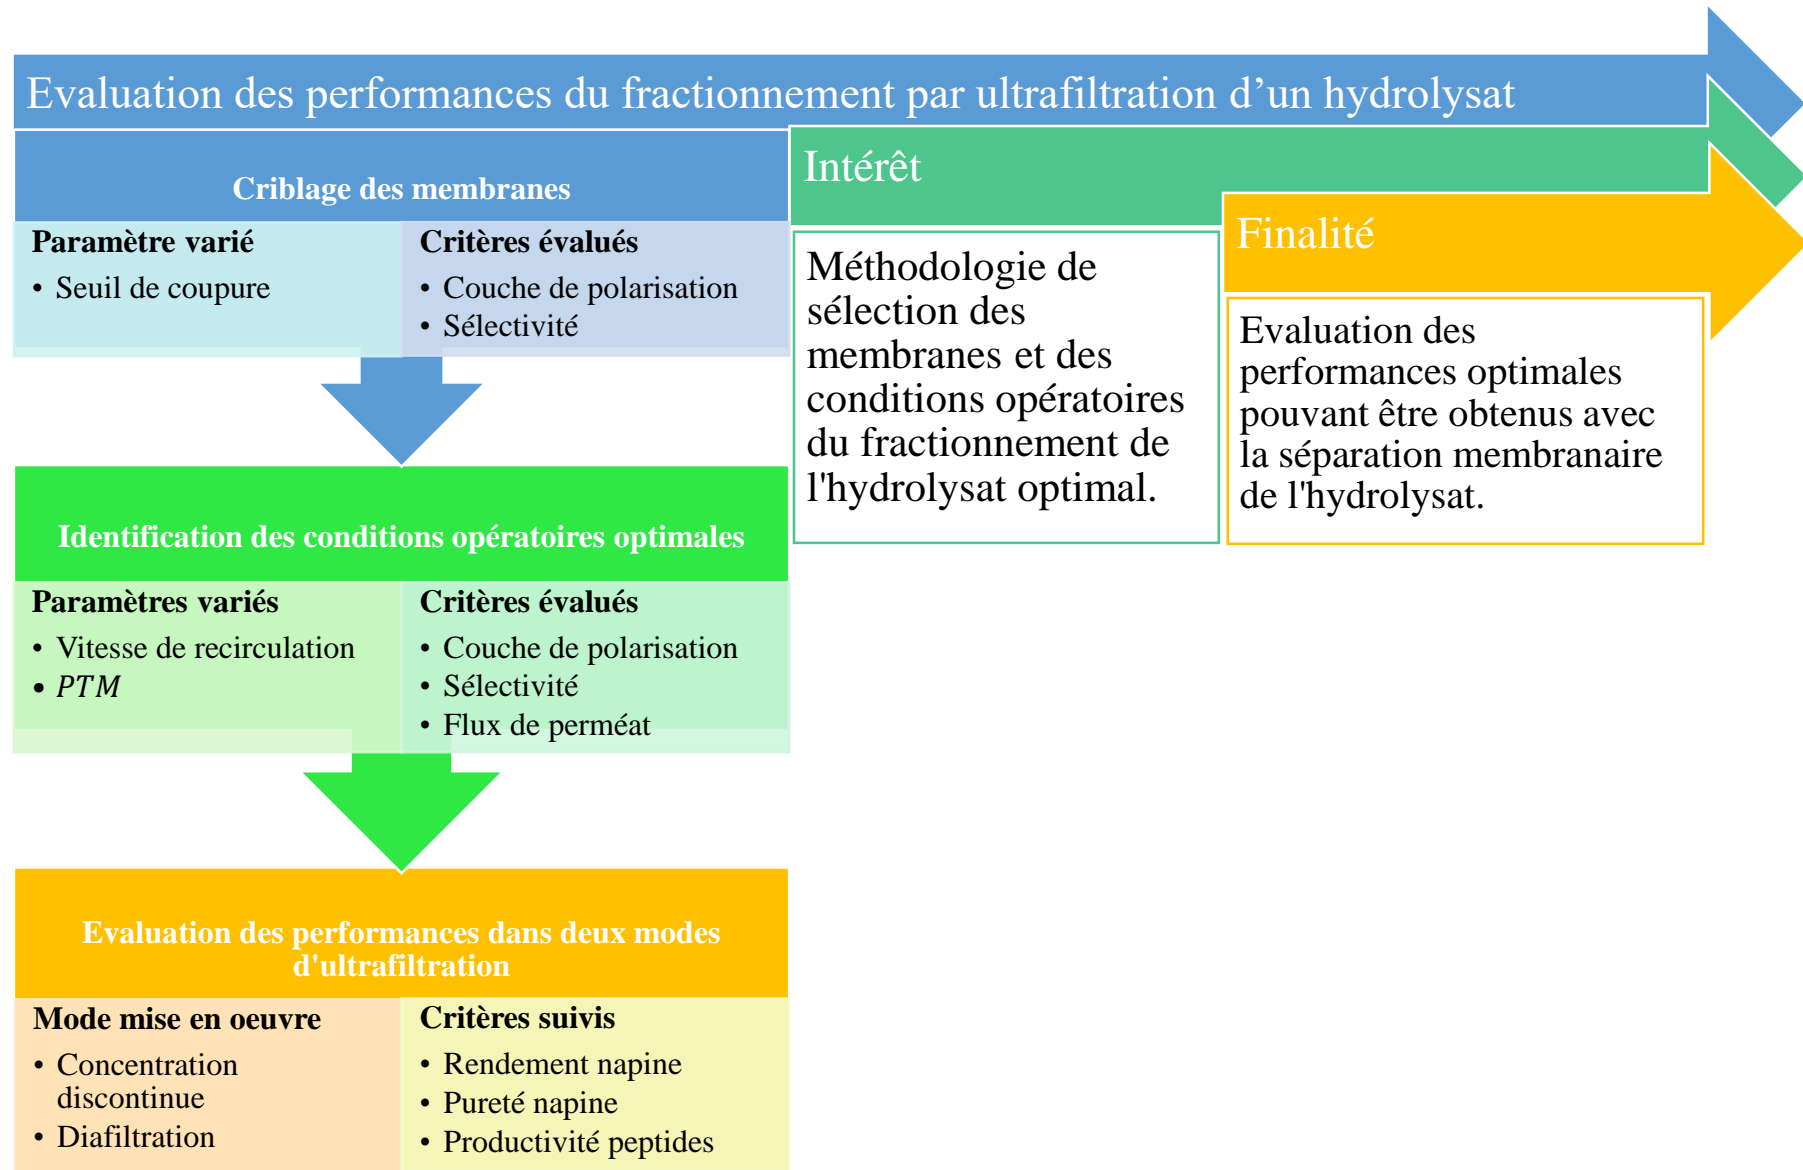 Evaluation des performances du fractionnement par ultrafiltration d’un hydrolysat
Criblage des membranes
Paramètre varié
• Seuil de coupure
Critères évalués
• Couche de polarisation
• Sélectivité
Identification des conditions opératoires optimales
Paramètres variés
• Vitesse de recirculation
• PTM
Critères évalués
• Couche de polarisation
• Sélectivité
• Flux de perméat
Evaluation des performances dans deux modes
d'ultrafiltration
Mode mise en oeuvre
• Concentration
discontinue
• Diafiltration
Critères suivis
• Rendement napine
• Pureté napine
• Productivité peptides
Intérêt
Méthodologie de
sélection des
membranes et des
conditions opératoires
du fractionnement de
l'hydrolysat optimal.
Finalité
Evaluation des
performances optimales
pouvant être obtenus avec
la séparation membranaire
de l'hydrolysat.